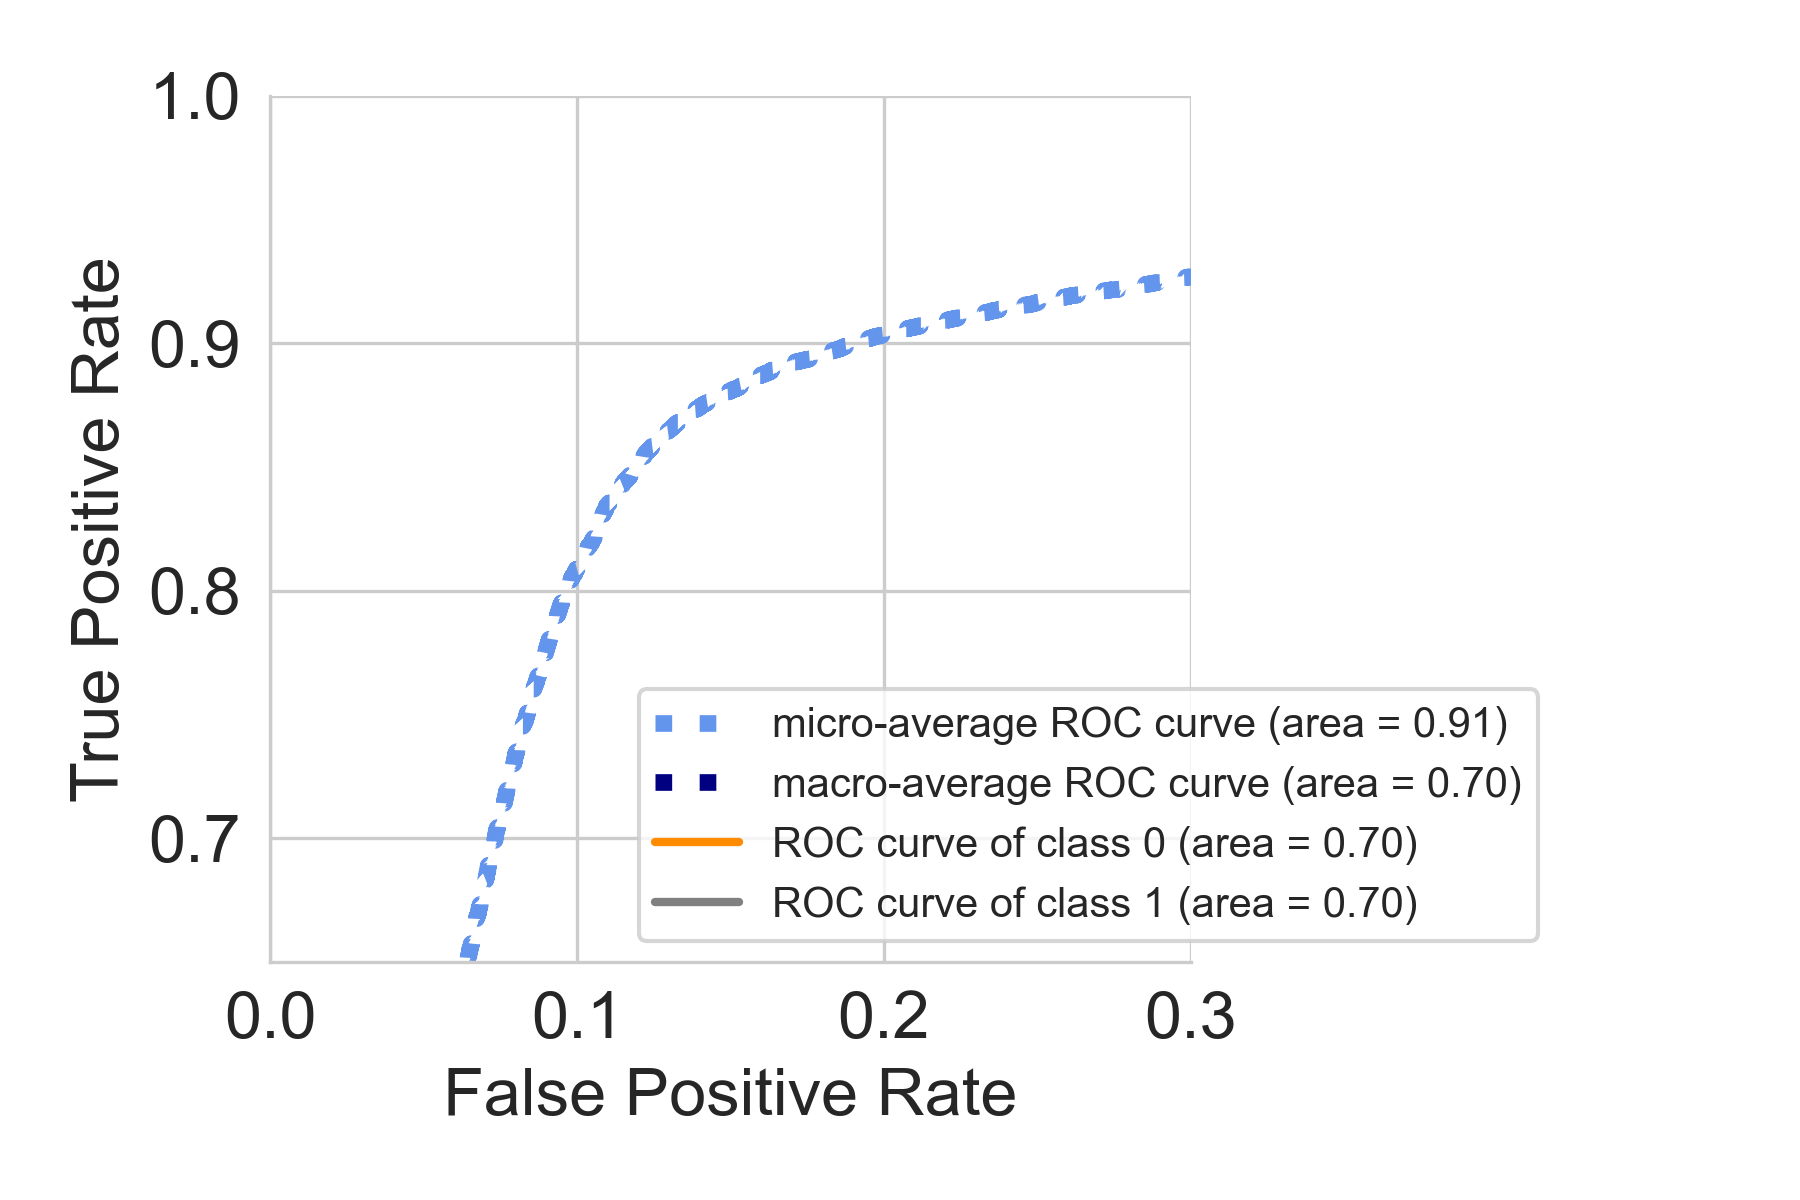 1.0
0.9
0.8
0.7
True Positive Rate
micro-average ROC curve (area = 0.91)
macro-average ROC curve (area = 0.70)
ROC curve of class 0 (area = 0.70)
ROC curve of class 1 (area = 0.70)
0.0 0.1 0.2 0.3
False Positive Rate